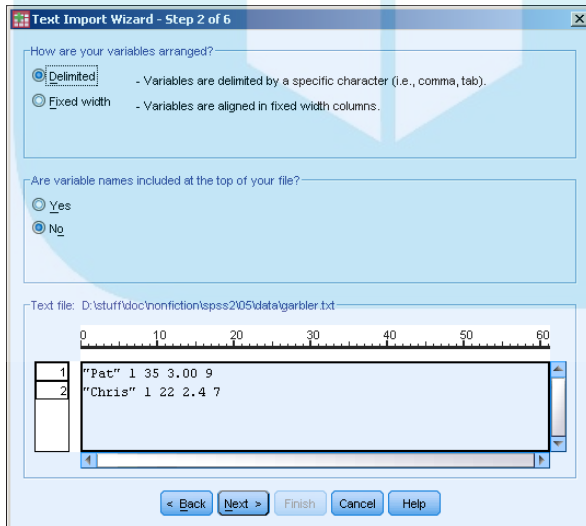 Text Import Wizard - Step 2 of 6
How are your variables arranged?
Delimited - Variables are delimited by a specific character (i.e., comma, tab).
Fixed width - Variables are aligned in fixed width columns.
Are variable names included at the top of your file?
Yes
No
Text file: D:\stuff\doc\nonfiction\spss2\05\data\garbler.txt
0 10 20 30 40 50 60
1 "Pat" 1 35 3.00 9
2 "Chris" 1 22 2.4 7
< Back Next > Finish Cancel Help